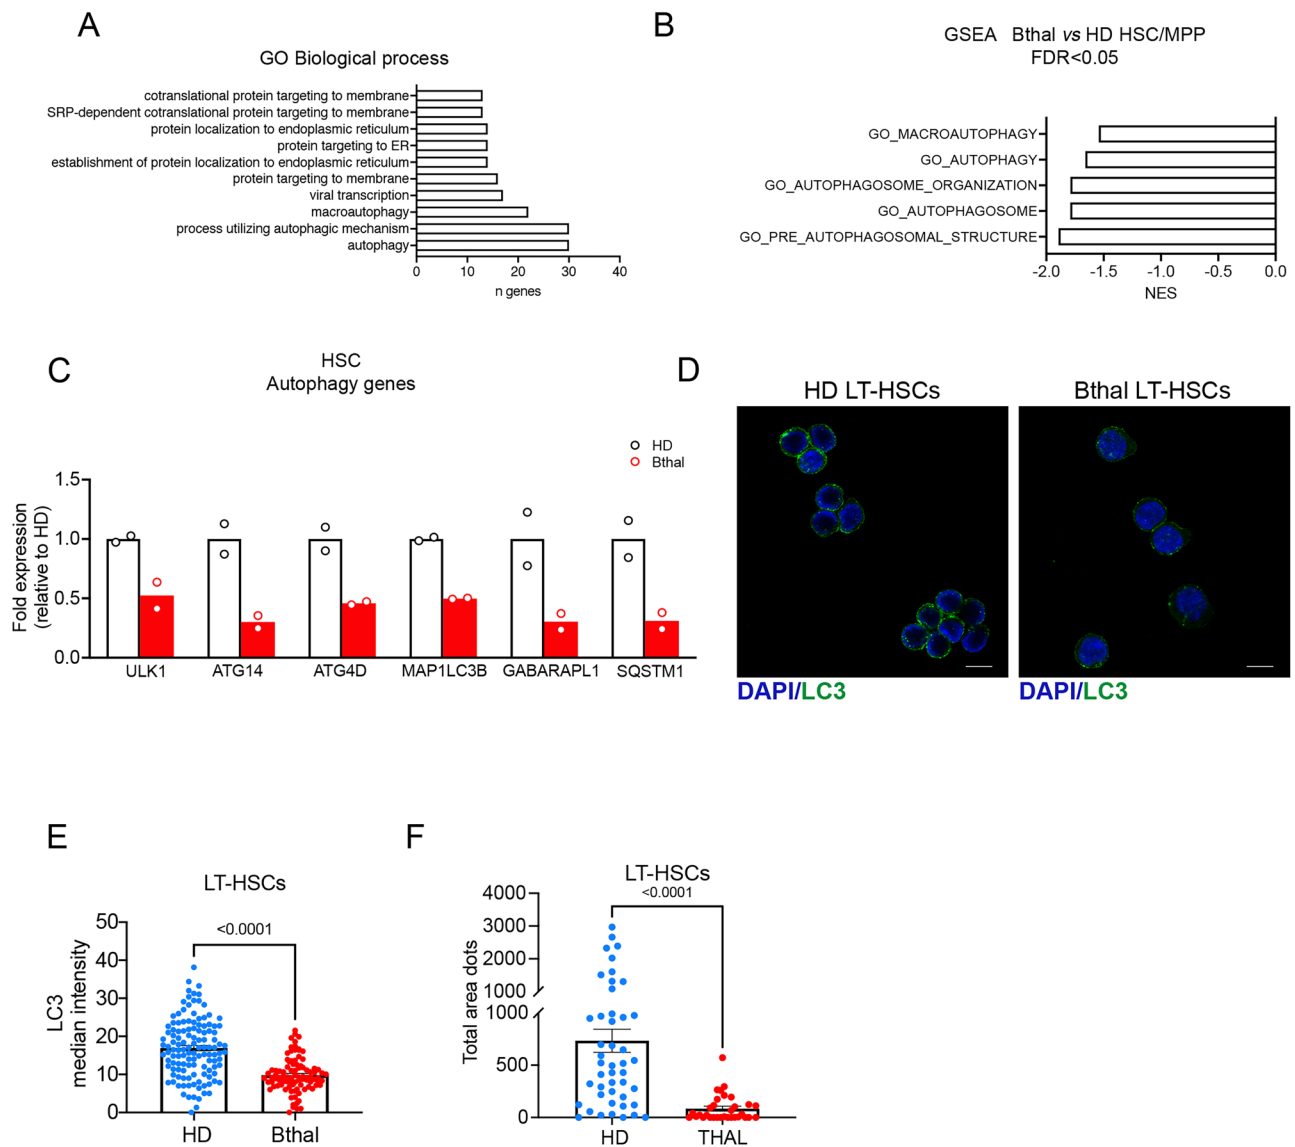 A
GO Biological process
cotranslational protein targeting to membrane
SRP-dependent cotranslational protein targeting to membrane
protein localization to endoplasmic reticulum
protein targeting to ER
establishment of protein localization to endoplasmic reticulum
protein targeting to membrane
viral transcription
macroautophagy
process utilizing autophagic mechanism
autophagy
0 10 20 30 40
n genes
B
GSEA Bthal vs HD HSC/MPP
FDR<0.05
GO_MACROAUTOPHAGY
GO_AUTOPHAGY
GO_AUTOPHAGOSOME_ORGANIZATION
GO_AUTOPHAGOSOME
GO_PRE_AUTOPHAGOSOMAL_STRUCTURE
-2.0 -1.5 -1.0 -0.5 0.0
NES
C
HSC
Autophagy genes
HD
Bthal
Fold expression
(relative to HD)
1.5
1.0
0.5
0.0
ULK1 ATG14 ATG4D MAP1LC3B GABARAPL1 SQSTM1
D
HD LT-HSCs
Bthal LT-HSCs
DAPI/LC3
DAPI/LC3
E
LT-HSCs
<0.0001
LC3
median intensity
50
40
30
20
10
0
HD Bthal
F
LT-HSCs
<0.0001
Total area dots
4000
3000
2000
1000
1000
500
0
HD THAL